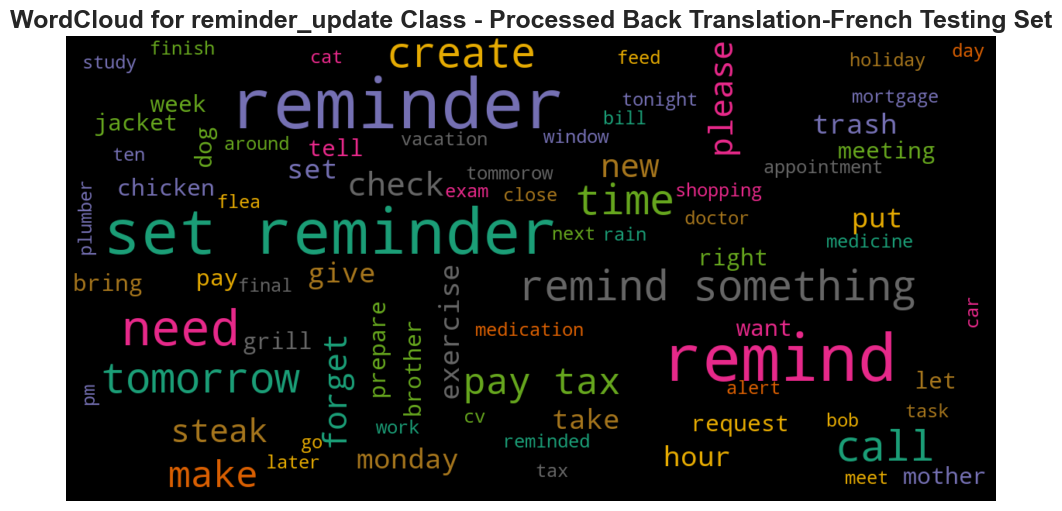 WordCloud for reminder_update Class - Processed Back Translation-French Testing Set
finish
create
feed
day
study
cat
please
holiday
reminder
week
tonight
mortgage
jacket
bill
trash
dog
around
tell
vacation
window
meeting
ten
set
new
appointment
chicken
check
tommorow
exam
close
time
shopping
plumber
flea
doctor
put
set reminder
next
rain
medicine
right
bring
pay
final
give
exercise
remind something
car
need
grill
prepare
brother
medication
want
remind
tomorrow
forget
pay tax
alert
let
pm
cv
take
task
steak
work
reminded
request
bob
go
call
make
later
monday
tax
hour
meet
mother